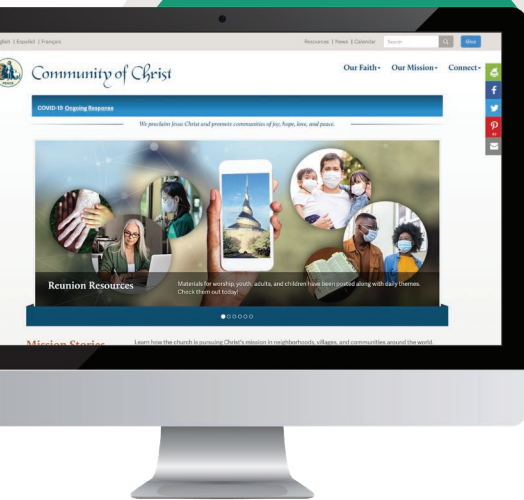 glish | Español | Français
Resources | News | Calendar
Search
Give
PEACE
Community of Christ
Our Faith
Our Mission
Connect
COVID-19 Ongoing Response
We proclaim Jesus Christ and promote communities of joy, hope, love, and peace.
Reunion Resources
Materials for worship, youth, adults, and children have been posted along with daily themes.
Check them out today!
Mission Stories
Learn how the church is pursuing Christ's mission in neighborhoods, villages, and communities around the world.